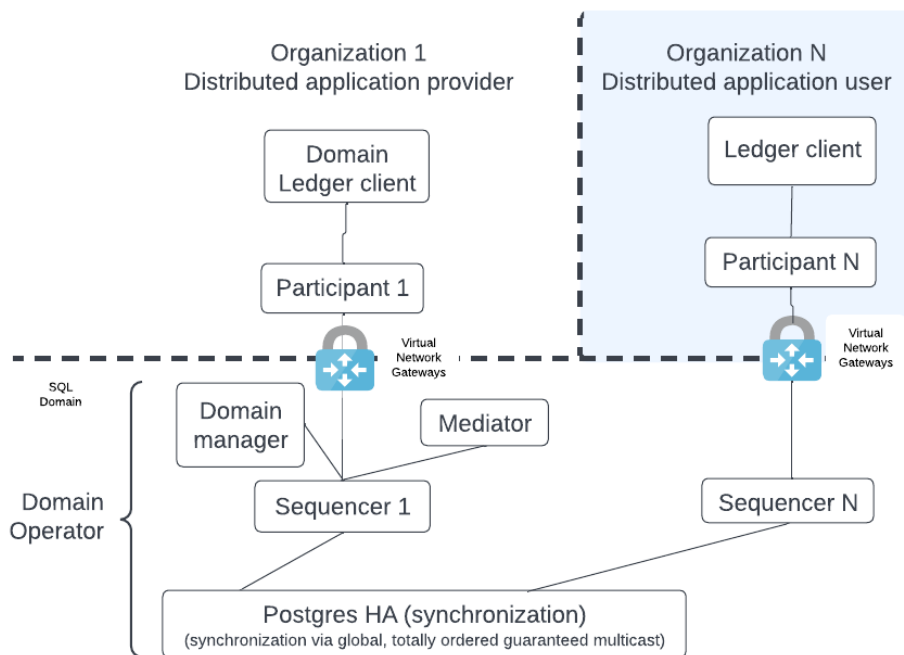 Organization 1
Distributed application provider
Organization N
Distributed application user
Domain
Ledger client
Ledger client
Participant 1
Participant N
Virtual
Network
Gateways
Virtual
Network
Gateways
SQL
Domain
Domain
manager
Mediator
Domain
Operator
Sequencer 1
Sequencer N
Postgres HA (synchronization)
(synchronization via global, totally ordered guaranteed multicast)